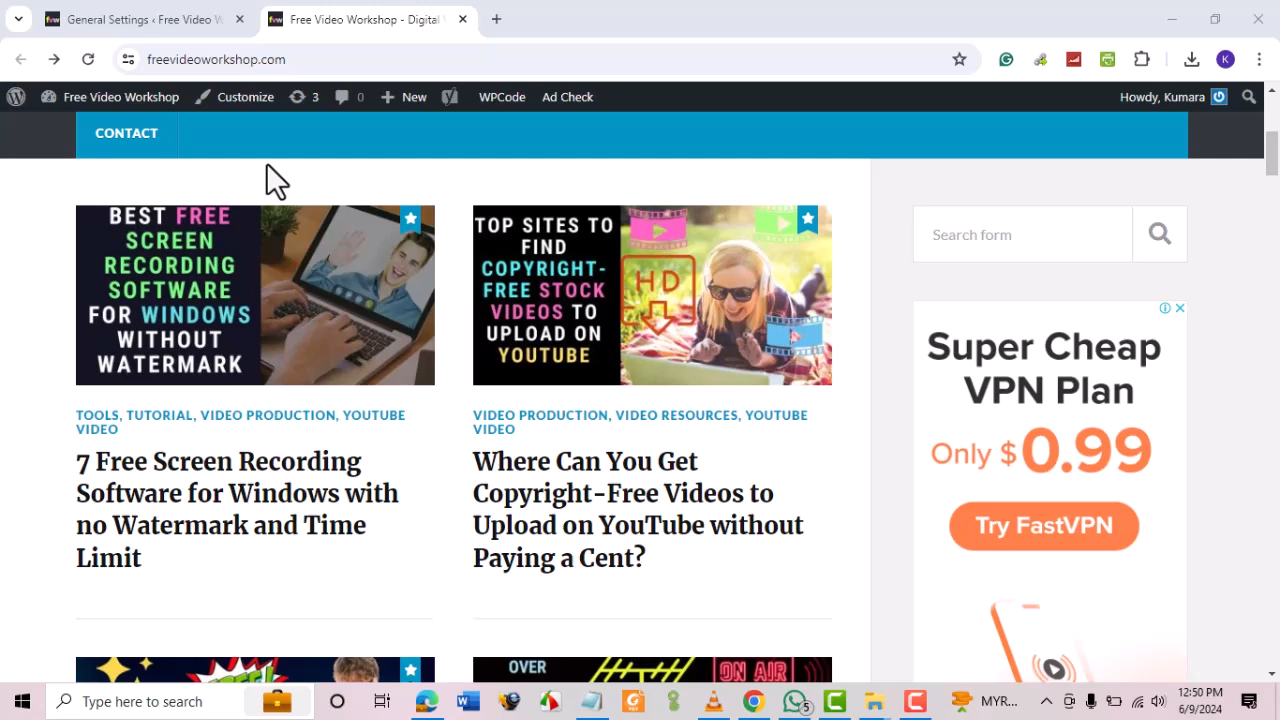 General Settings ‹ Free Video W
Free Video Workshop - Digital
freevideoworkshop.com
K
Free Video Workshop
Customize
3
0
New
WPCode
Ad Check
Howdy, Kumara
CONTACT
BEST FREE
SCREEN
RECORDING
SOFTWARE
FOR WINDOWS
WITHOUT
WATERMARK
TOP SITES TO
FIND
COPYRIGHT-
FREE STOCK
VIDEOS TO
UPLOAD ON
YOUTUBE
HD
Search form
TOOLS, TUTORIAL, VIDEO PRODUCTION, YOUTUBE
VIDEO
7 Free Screen Recording
Software for Windows with
no Watermark and Time
Limit
VIDEO PRODUCTION, VIDEO RESOURCES, YOUTUBE
VIDEO
Where Can You Get
Copyright-Free Videos to
Upload on YouTube without
Paying a Cent?
Super Cheap
VPN Plan
Only $0.99
Try FastVPN
OVER
ON AIR
Type here to search
5
MYR...
12:50 PM
6/9/2024